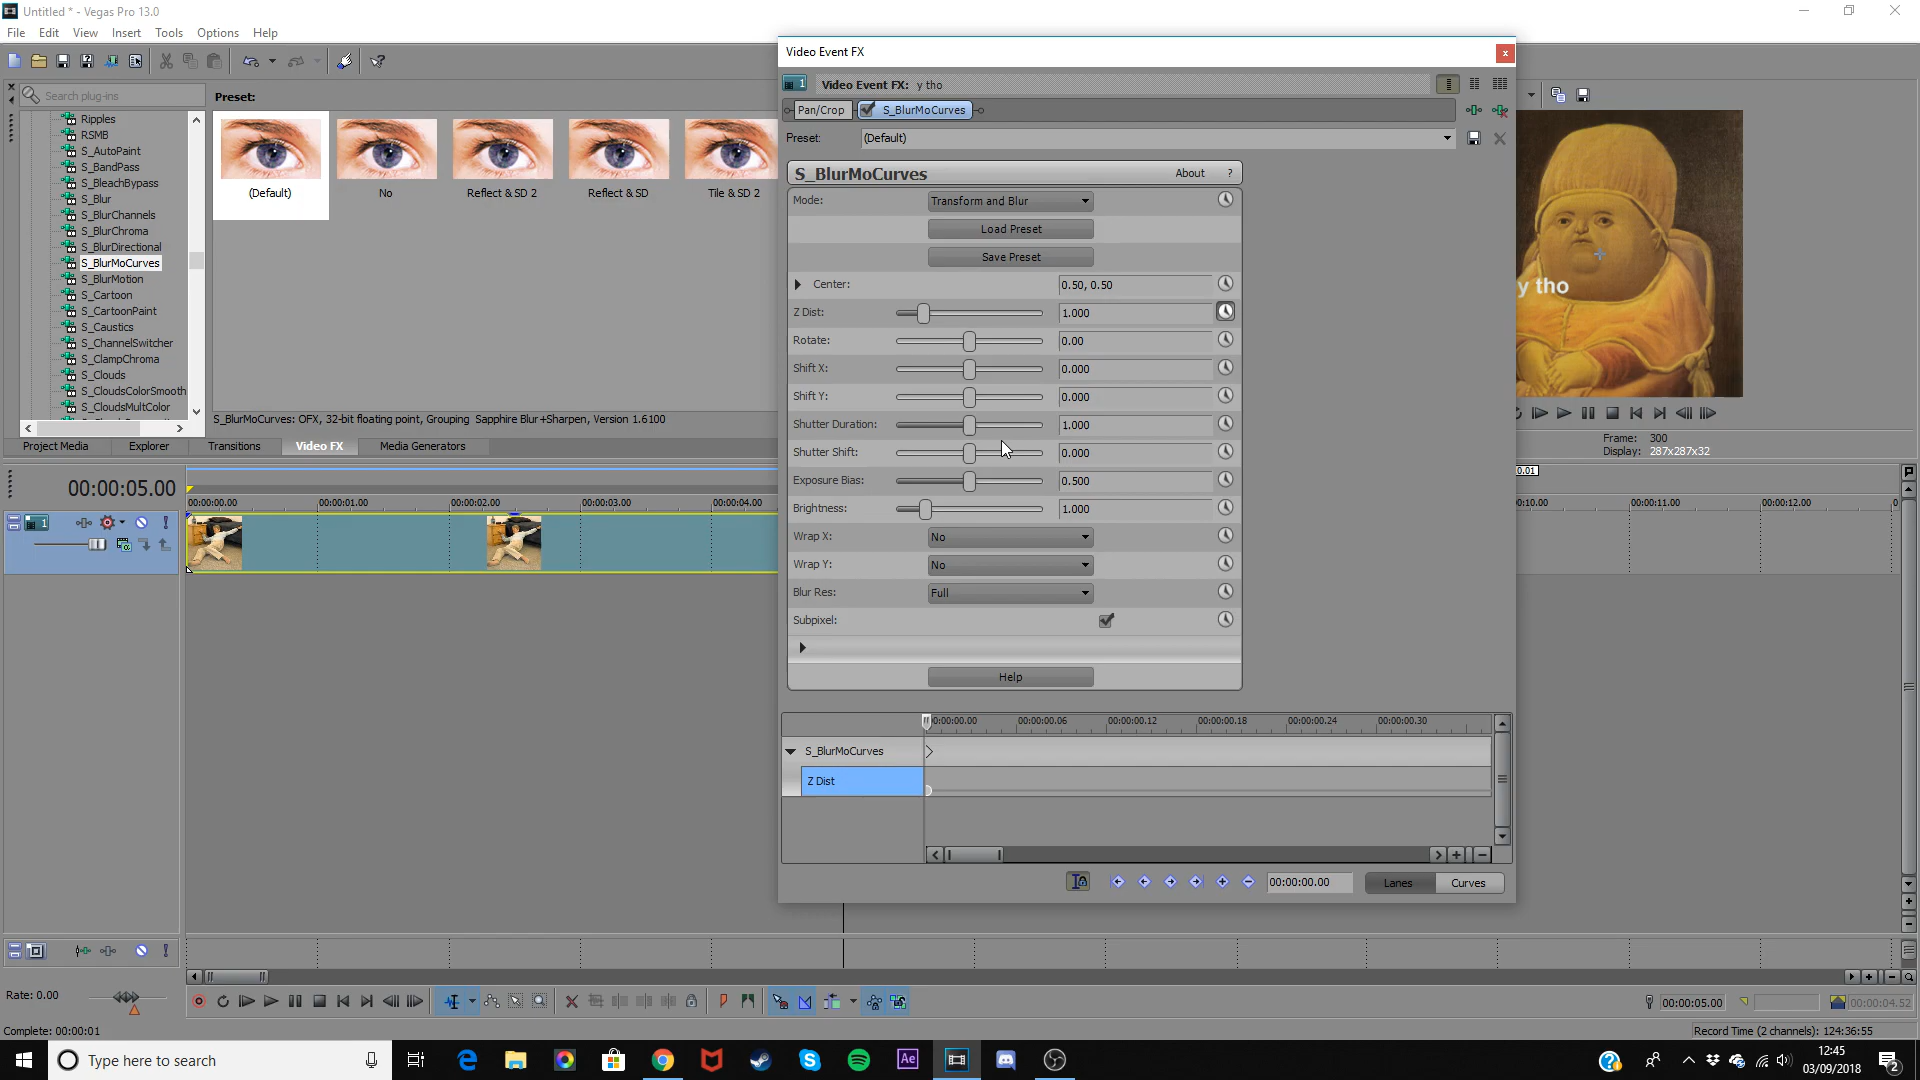 Untitled * - Vegas Pro 13.0
File Edit View Insert Tools Options Help
Search plug-ins
Ripples
RSMB
S_AutoPaint
S_BandPass
S_BleachBypass
S_Blur
S_BlurChannels
S_BlurChroma
S_BlurDirectional
S_BlurMoCurves
S_BlurMotion
S_Cartoon
S_CartoonPaint
S_Caustics
S_ChannelSwitcher
S_ClampChroma
S_Clouds
S_CloudsColorSmooth
S_CloudsMultColor
Preset:
(Default) No Reflect & SD 2 Reflect & SD Tile & SD 2
S_BlurMoCurves: OFX, 32-bit floating point, Grouping Sapphire Blur+Sharpen, Version 1.6100
Project Media Explorer Transitions Video FX Media Generators
Video Event FX
x
1 Video Event FX: y tho
Pan/Crop S_BlurMoCurves
Preset: (Default)
S_BlurMoCurves About ?
Mode: Transform and Blur
Load Preset
Save Preset
Center: 0.50, 0.50
Z Dist: 1.000
Rotate: 0.00
Shift X: 0.000
Shift Y: 0.000
Shutter Duration: 1.000
Shutter Shift: 0.000
Exposure Bias: 0.500
Brightness: 1.000
Wrap X: No
Wrap Y: No
Blur Res: Full
Subpixel:
Help
00:00:00.00 00:00:00.06 00:00:00.12 00:00:00.18 00:00:00.24 00:00:00.30
S_BlurMoCurves
Z Dist
00:00:00.00 Lanes Curves
y tho
Frame: 300
Display: 287x287x32
00:00:05.00
00:00:00.00 00:00:01.00 00:00:02.00 00:00:03.00 00:00:04.00
0.01
00:00:11.00 00:00:12.00
1
Rate: 0.00
00:00:05.00 00:00:04.52
Complete: 00:00:01
Record Time (2 channels): 124:36:55
Type here to search
Ae
12:45
03/09/2018
2